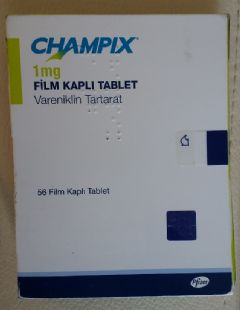 CHAMPIX
1mg
FİLM KAPLI TABLET
Vareniklin Tartarat
56 Film Kaplı Tablet
Pfizer